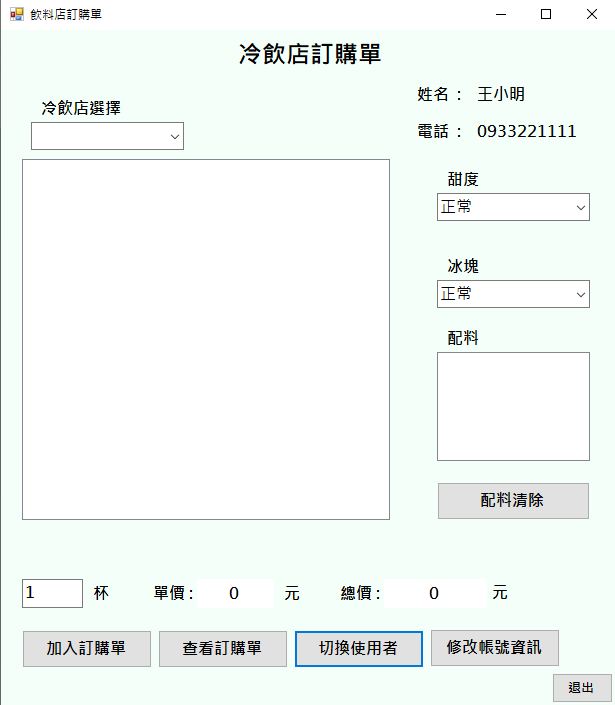 飲料店訂購單
冷飲店訂購單
姓名 : 王小明
冷飲店選擇
電話 : 0933221111
甜度
正常
冰塊
正常
配料
配料清除
1 杯 單價 : 0 元 總價 : 0 元
加入訂購單 查看訂購單 切換使用者 修改帳號資訊
退出